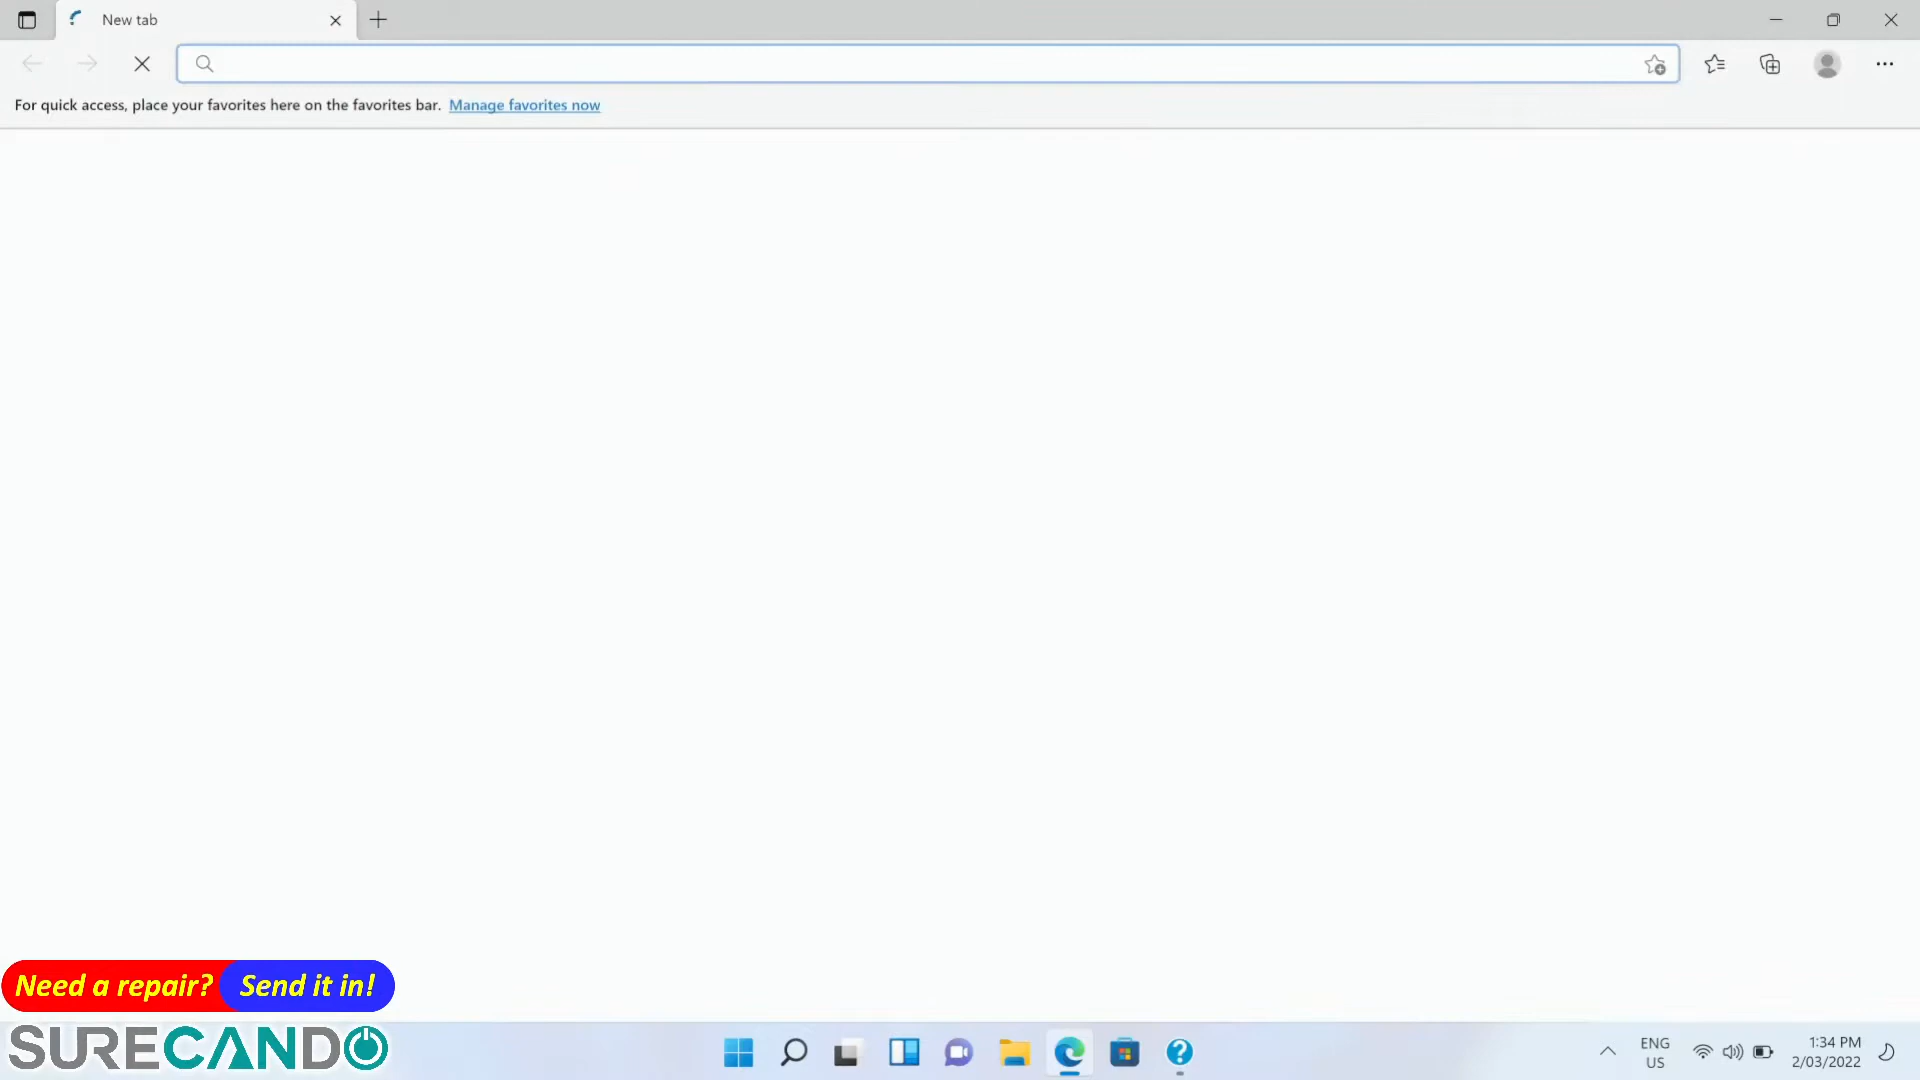 New tab
For quick access, place your favorites here on the favorites bar. Manage favorites now
Need a repair? Send it in!
SURECANDO
ENG
US
1:34 PM
2/03/2022